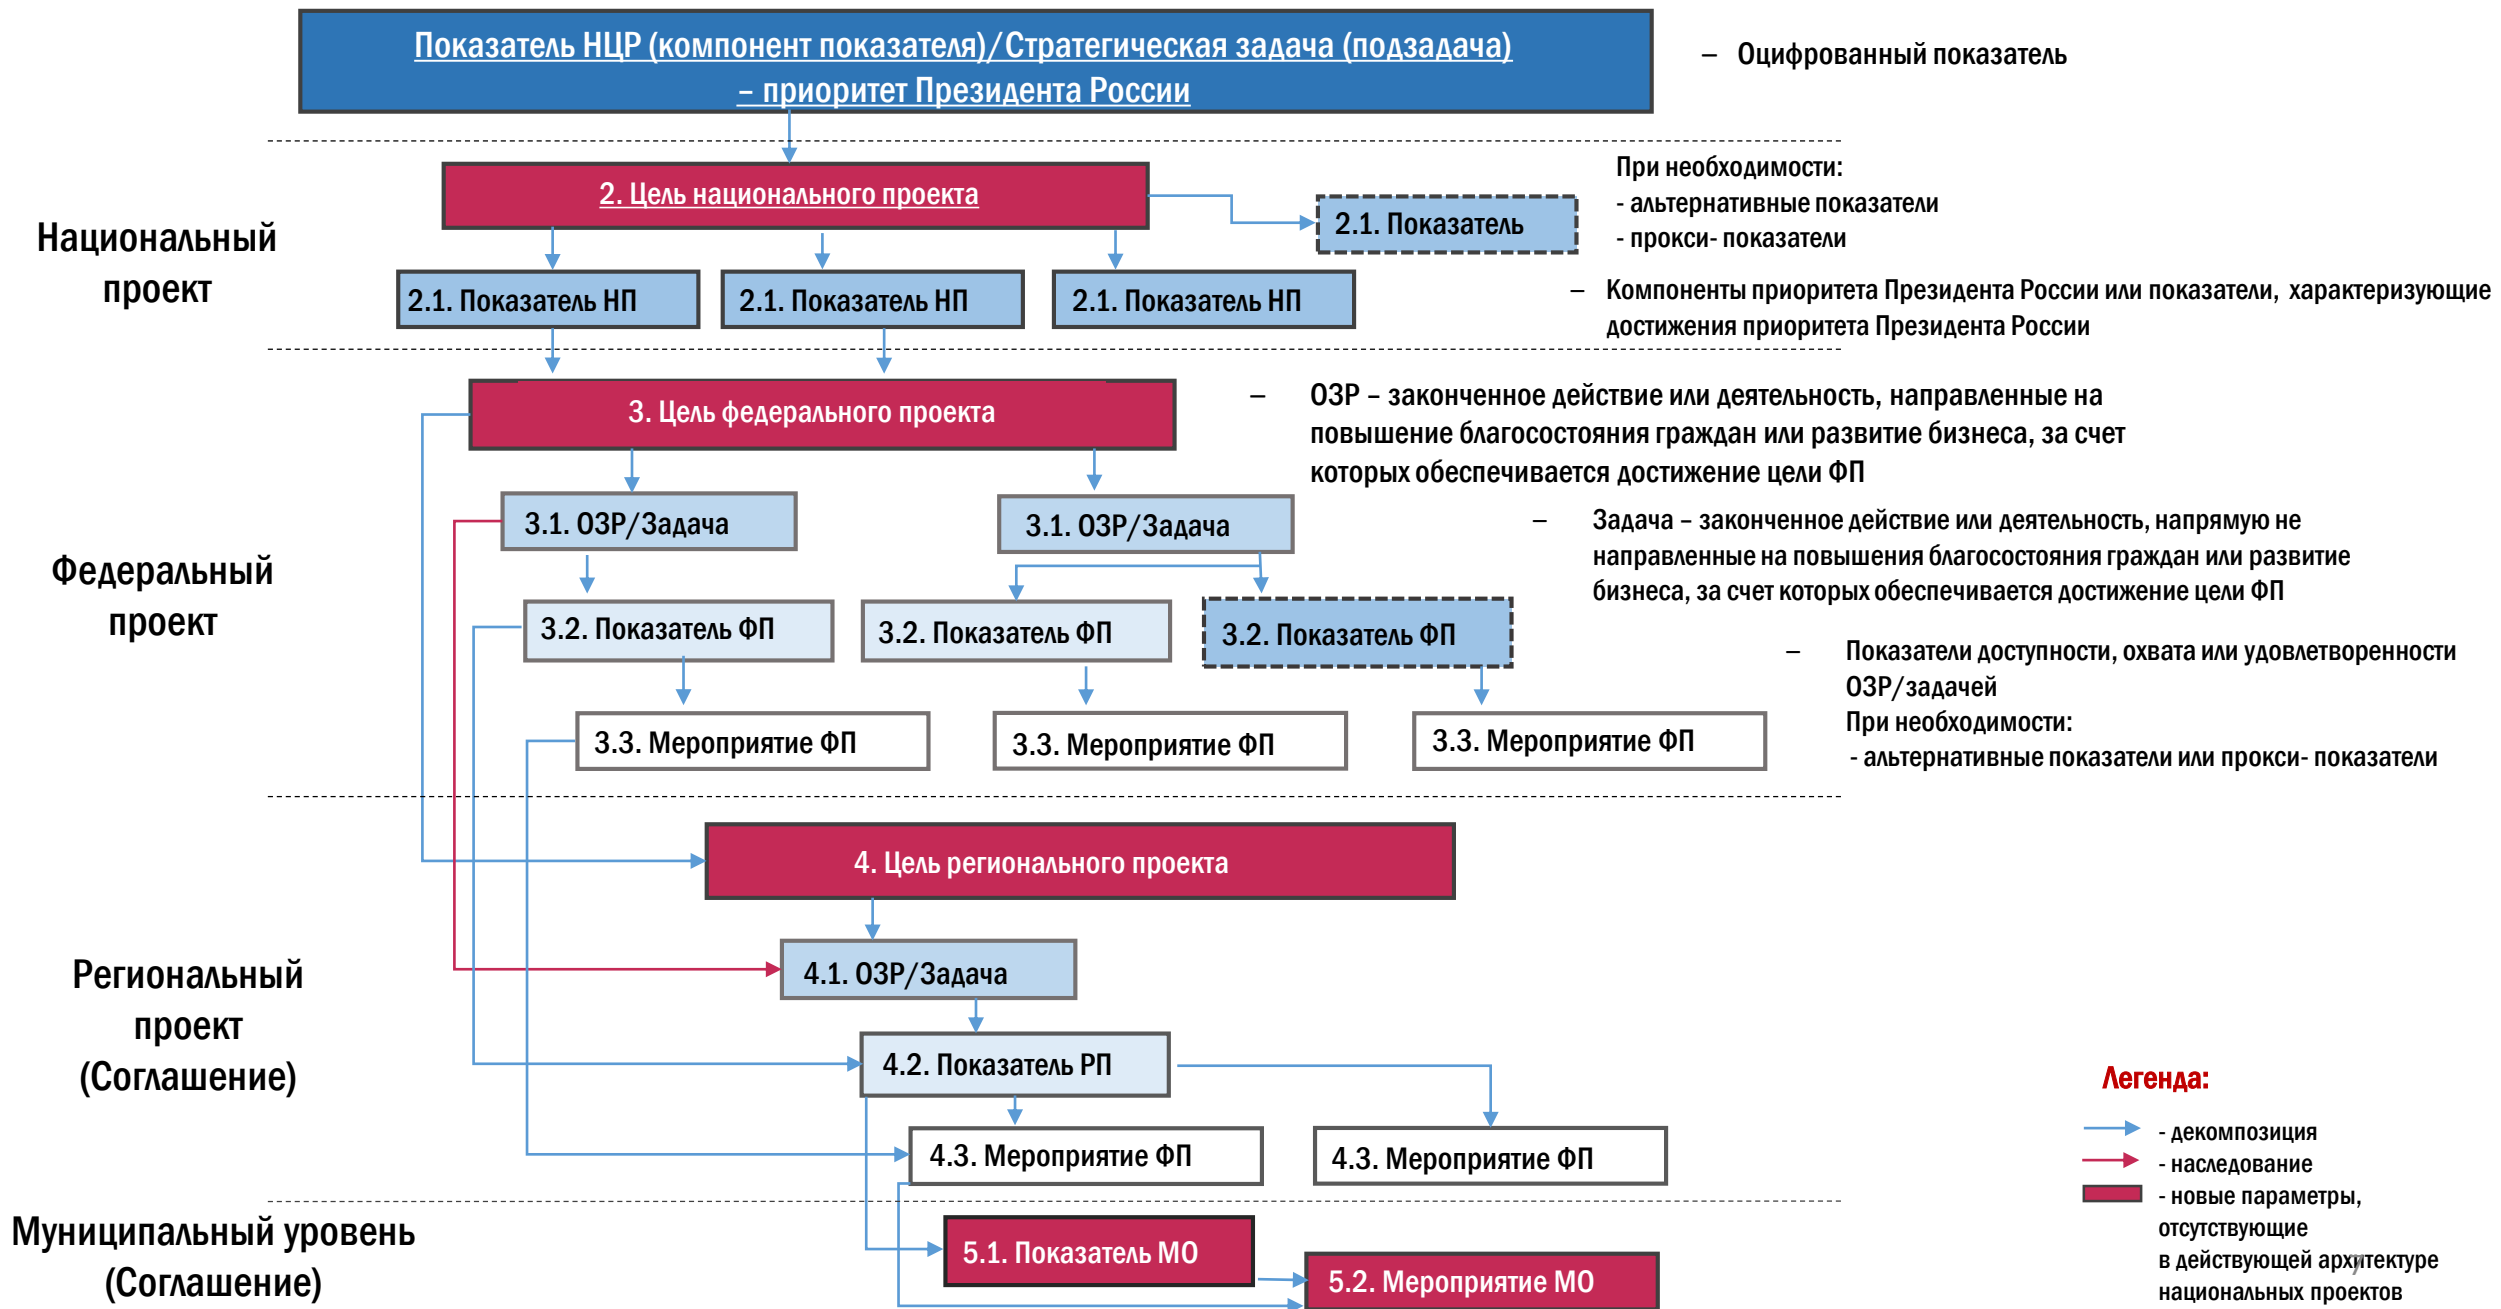 Показатель НЦР (компонент показателя)/Стратегическая задача (подзадача)
– приоритет Президента России
– Оцифрованный показатель
Национальный
проект
2. Цель национального проекта
2.1. Показатель
При необходимости:
- альтернативные показатели
- прокси- показатели
2.1. Показатель НП
2.1. Показатель НП
2.1. Показатель НП
– Компоненты приоритета Президента России или показатели, характеризующие
достижения приоритета Президента России
Федеральный
проект
3. Цель федерального проекта
– ОЗР – законченное действие или деятельность, направленные на
повышение благосостояния граждан или развитие бизнеса, за счет
которых обеспечивается достижение цели ФП
3.1. ОЗР/Задача
3.1. ОЗР/Задача
– Задача – законченное действие или деятельность, напрямую не
направленные на повышения благосостояния граждан или развитие
бизнеса, за счет которых обеспечивается достижение цели ФП
3.2. Показатель ФП
3.2. Показатель ФП
3.2. Показатель ФП
– Показатели доступности, охвата или удовлетворенности
ОЗР/задачей
При необходимости:
- альтернативные показатели или прокси- показатели
3.3. Мероприятие ФП
3.3. Мероприятие ФП
3.3. Мероприятие ФП
Региональный
проект
(Соглашение)
4. Цель регионального проекта
4.1. ОЗР/Задача
4.2. Показатель РП
4.3. Мероприятие ФП
4.3. Мероприятие ФП
Муниципальный уровень
(Соглашение)
5.1. Показатель МО
5.2. Мероприятие МО
Легенда:
- декомпозиция
- наследование
- новые параметры,
отсутствующие
в действующей архитектуре
национальных проектов
7